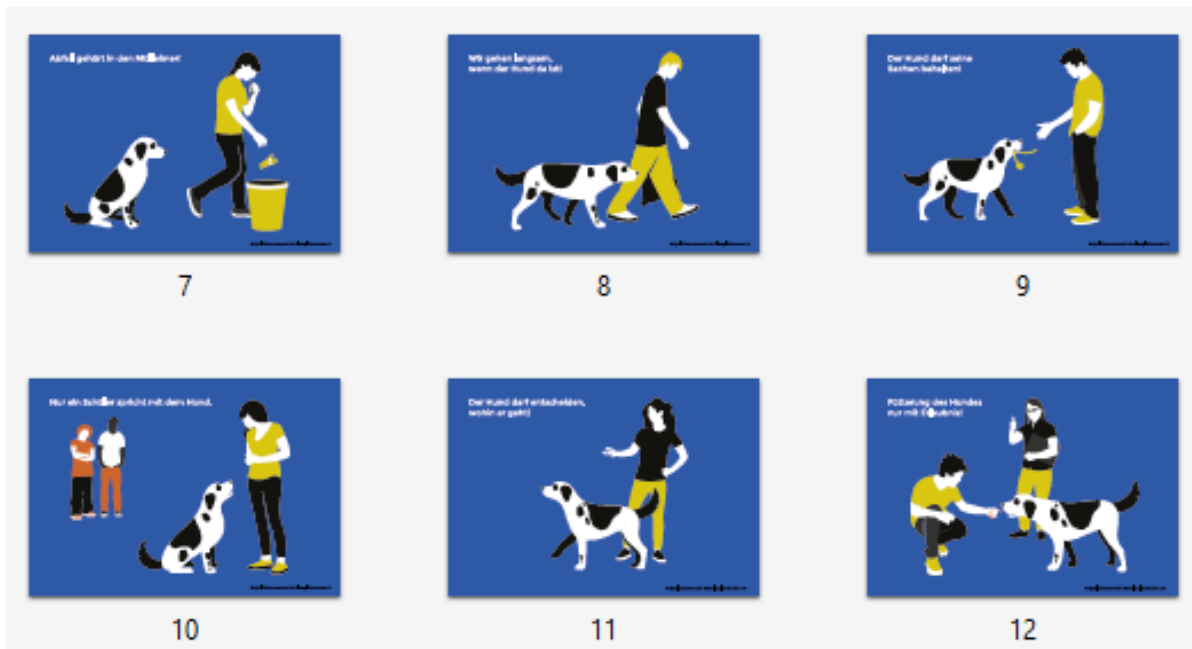 Abfall gehört in den Mülleimer!
Wir gehen langsam,
wenn der Hund da ist!
Der Hund darf seine
Sachen behalten!
7
8
9
Nur ein Schüler spricht mit dem Hund.
Der Hund darf entscheiden,
wohin er geht!
Fütterung des Hundes
nur mit Erlaubnis!
10
11
12